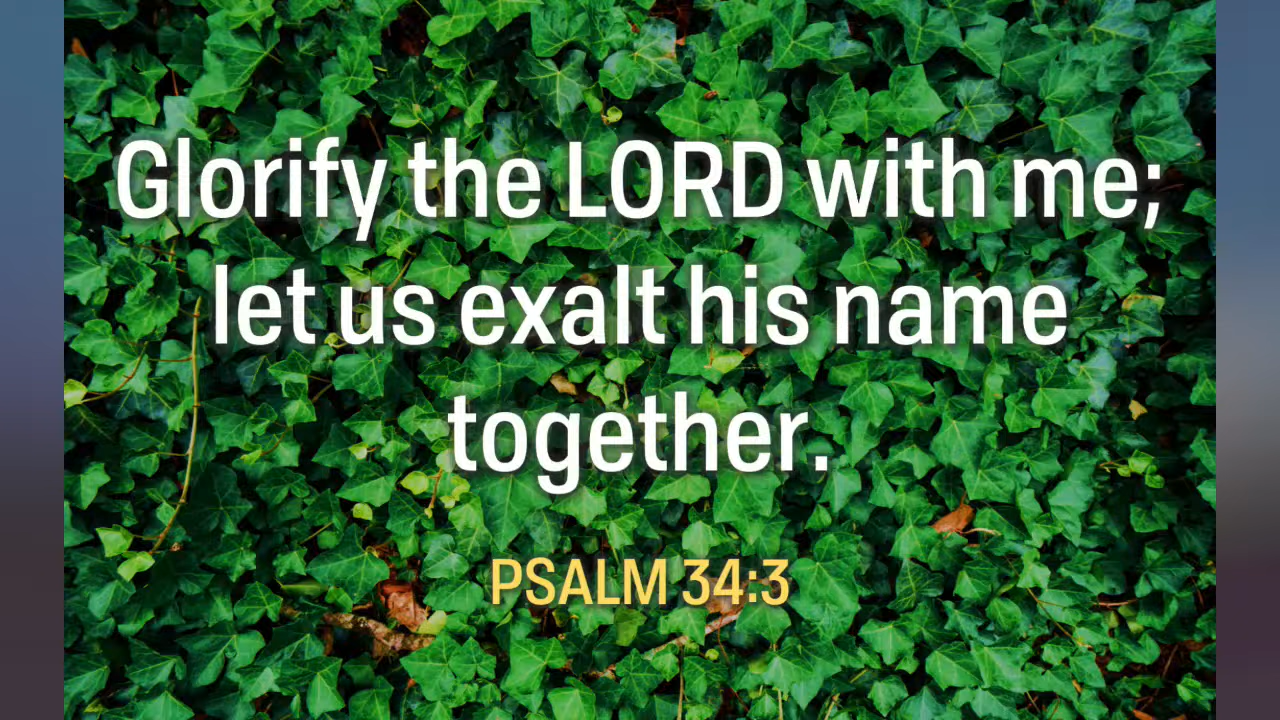 Glorify the LORD with me;
let us exalt his name
together.
PSALM 34:3